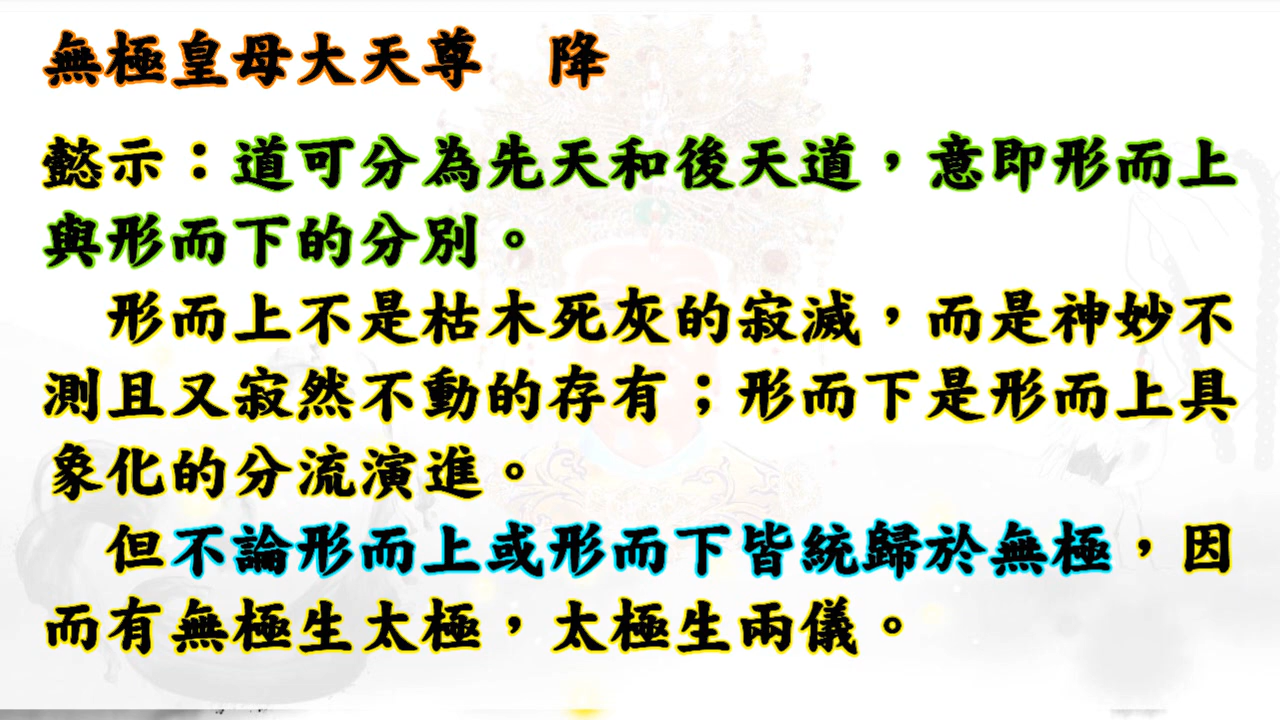 無極皇母大天尊　降
懿示：道可分為先天和後天道，意即形而上
與形而下的分別。
　形而上不是枯木死灰的寂滅，而是神妙不
測且又寂然不動的存有；形而下是形而上具
象化的分流演進。
　但不論形而上或形而下皆統歸於無極，因
而有無極生太極，太極生兩儀。